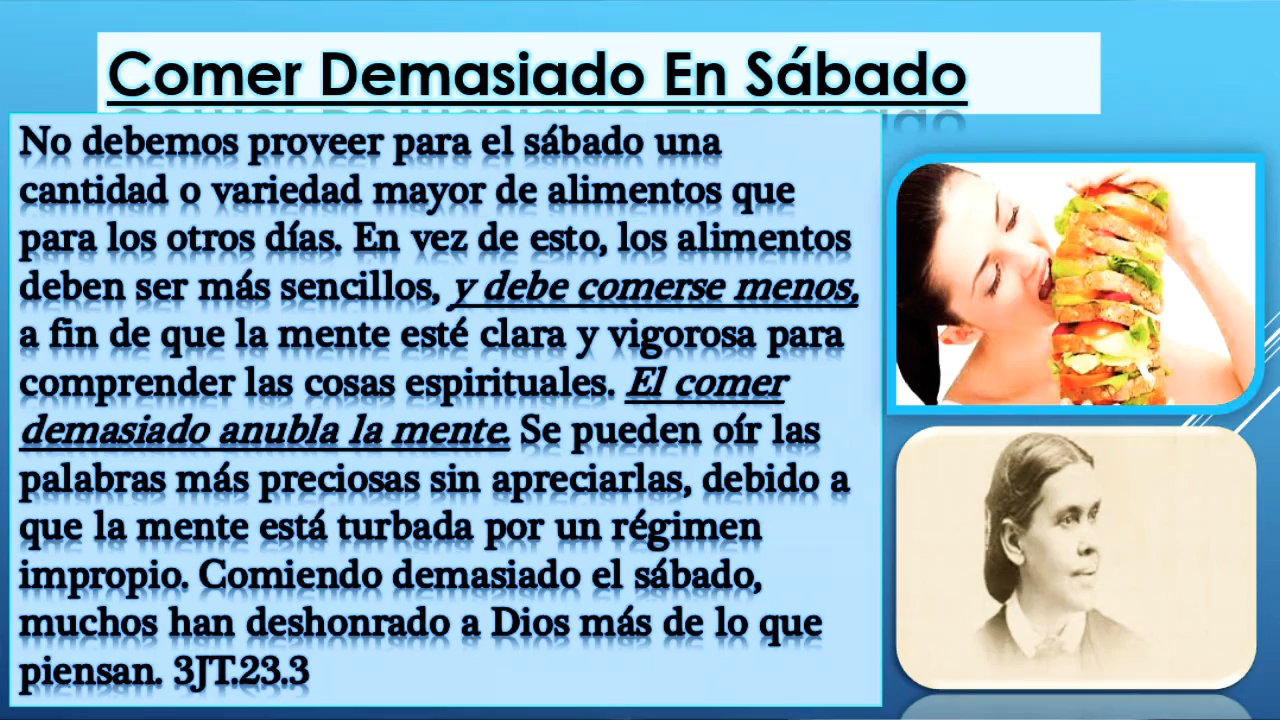 Comer Demasiado En Sábado
No debemos proveer para el sábado una
cantidad o variedad mayor de alimentos que
para los otros días. En vez de esto, los alimentos
deben ser más sencillos, y debe comerse menos,
a fin de que la mente esté clara y vigorosa para
comprender las cosas espirituales. El comer
demasiado anubla la mente. Se pueden oír las
palabras más preciosas sin apreciarlas, debido a
que la mente está turbada por un régimen
impropio. Comiendo demasiado el sábado,
muchos han deshonrado a Dios más de lo que
piensan. 3JT.23.3